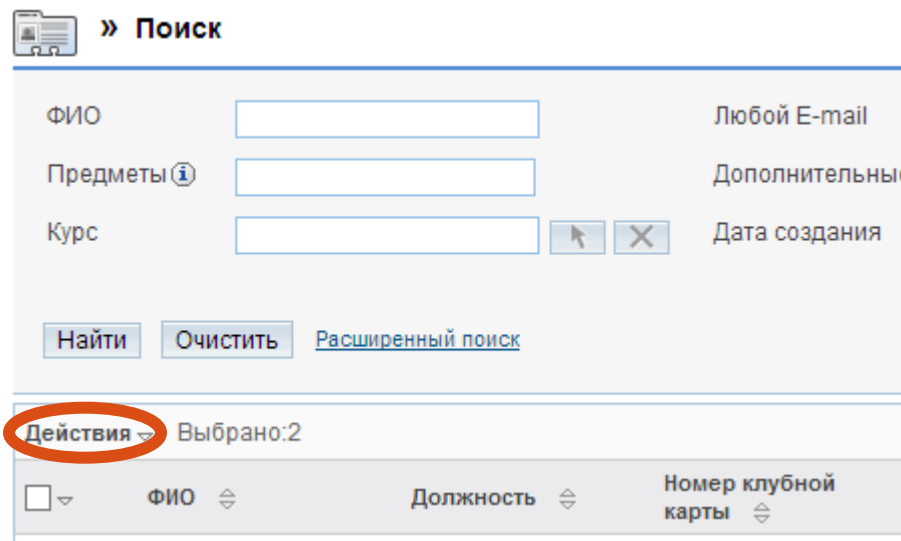 » Поиск
ФИО Любой E-mail
Предметы Дополнительные
Курс Дата создания
Найти Очистить Расширенный поиск
Действия Выбрано:2
ФИО Должность Номер клубной
карты